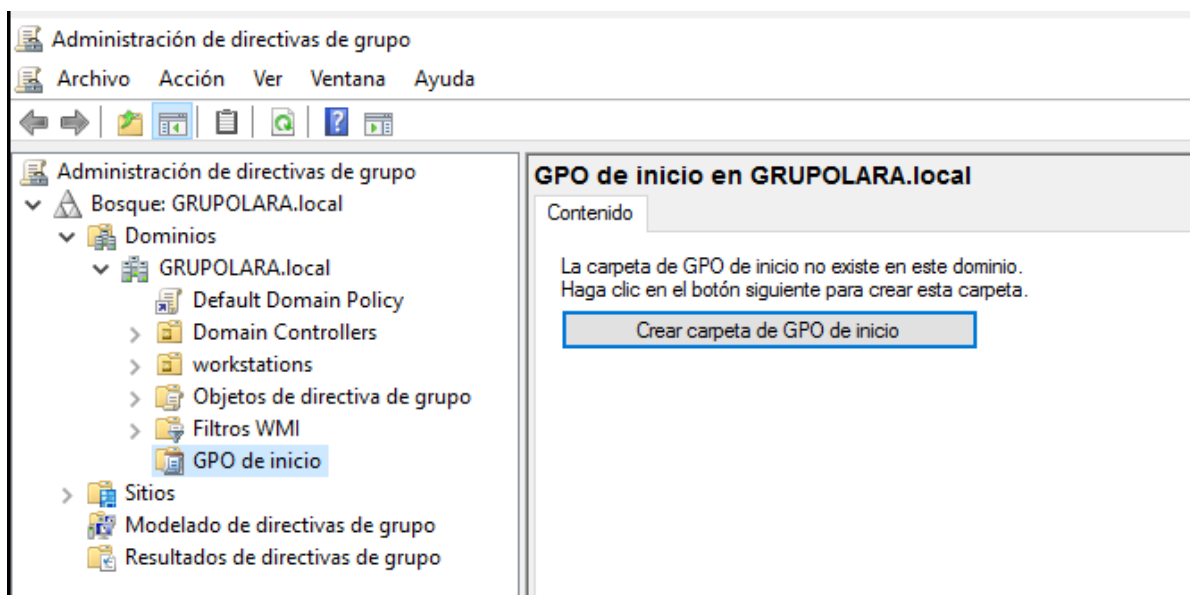 Administración de directivas de grupo
Archivo Acción Ver Ventana Ayuda
Administración de directivas de grupo
Bosque: GRUPOLARA.local
Dominios
GRUPOLARA.local
Default Domain Policy
Domain Controllers
workstations
Objetos de directiva de grupo
Filtros WMI
GPO de inicio
Sitios
Modelado de directivas de grupo
Resultados de directivas de grupo
GPO de inicio en GRUPOLARA.local
Contenido
La carpeta de GPO de inicio no existe en este dominio.
Haga clic en el botón siguiente para crear esta carpeta.
Crear carpeta de GPO de inicio